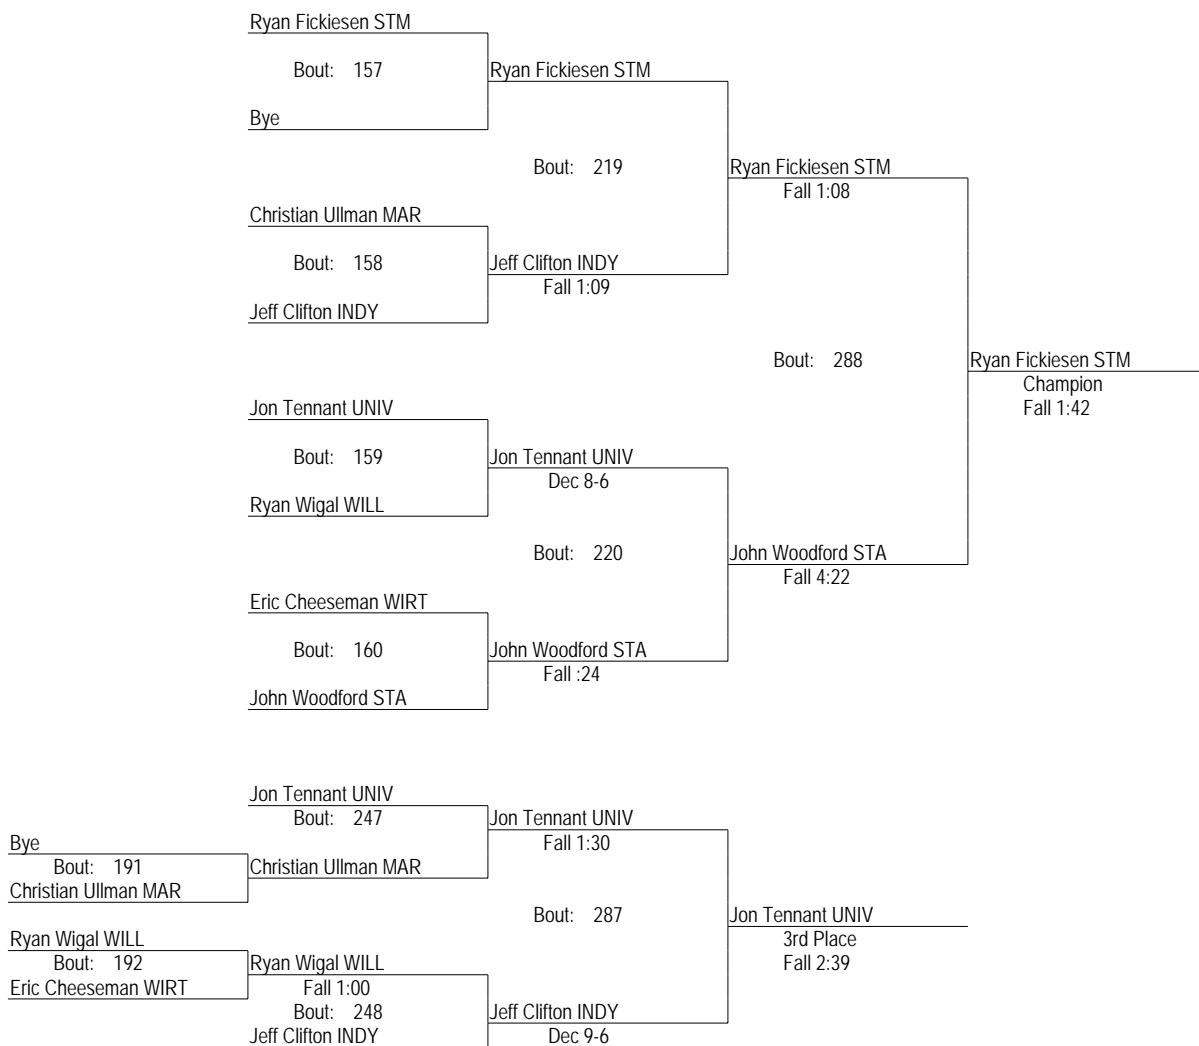 Ryan Fickiesen STM
Bout: 157
Ryan Fickiesen STM
Bye
Bout: 219
Ryan Fickiesen STM
Fall 1:08
Christian Ullman MAR
Bout: 158
Jeff Clifton INDY
Fall 1:09
Jeff Clifton INDY
Bout: 288
Ryan Fickiesen STM
Champion
Fall 1:42
Jon Tennant UNIV
Bout: 159
Jon Tennant UNIV
Dec 8-6
Ryan Wigal WILL
Bout: 220
John Woodford STA
Fall 4:22
Eric Cheeseman WIRT
Bout: 160
John Woodford STA
Fall :24
John Woodford STA
Jon Tennant UNIV
Bout: 247
Jon Tennant UNIV
Fall 1:30
Bye
Bout: 191
Christian Ullman MAR
Christian Ullman MAR
Bout: 287
Jon Tennant UNIV
3rd Place
Fall 2:39
Ryan Wigal WILL
Bout: 192
Ryan Wigal WILL
Fall 1:00
Eric Cheeseman WIRT
Bout: 248
Jeff Clifton INDY
Dec 9-6
Jeff Clifton INDY